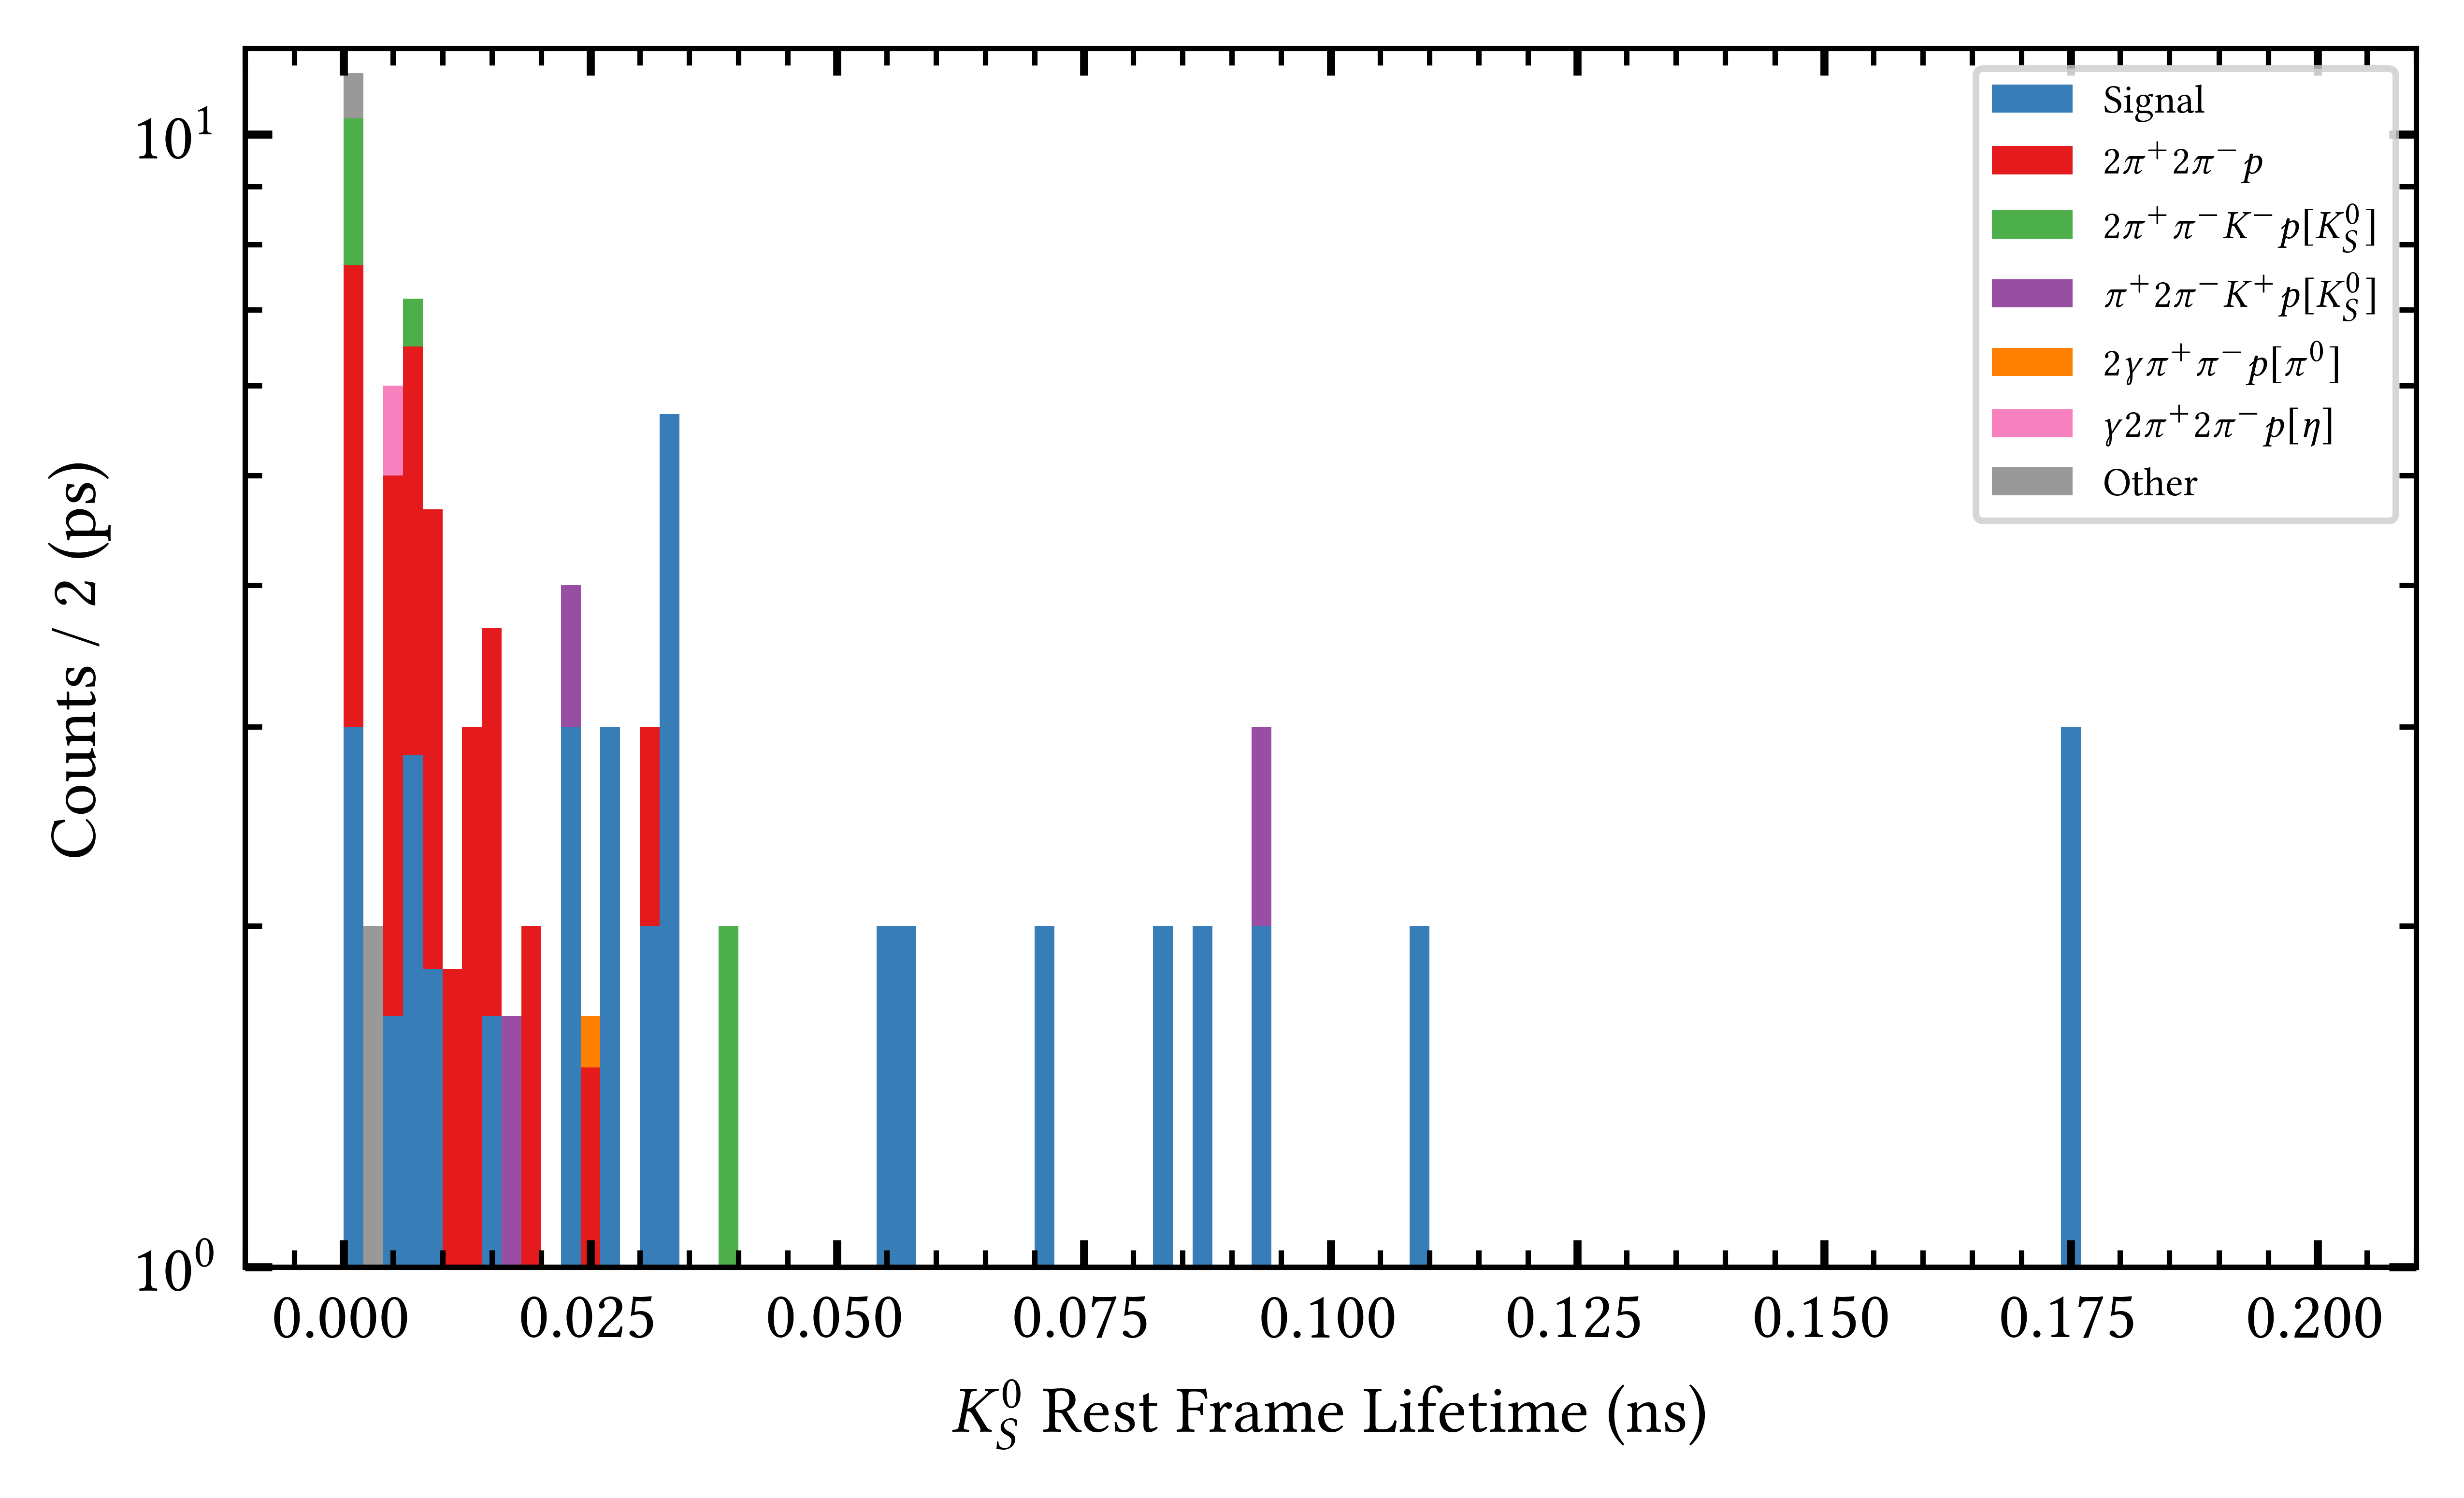 10¹
10⁰
Counts / 2 (ps)
0.000 0.025 0.050 0.075 0.100 0.125 0.150 0.175 0.200
K⁰_S Rest Frame Lifetime (ns)
Signal
2π⁺2π⁻p
2π⁺π⁻K⁻p[K⁰_S]
π⁺2π⁻K⁺p[K⁰_S]
2γπ⁺π⁻p[π⁰]
γ2π⁺2π⁻p[η]
Other